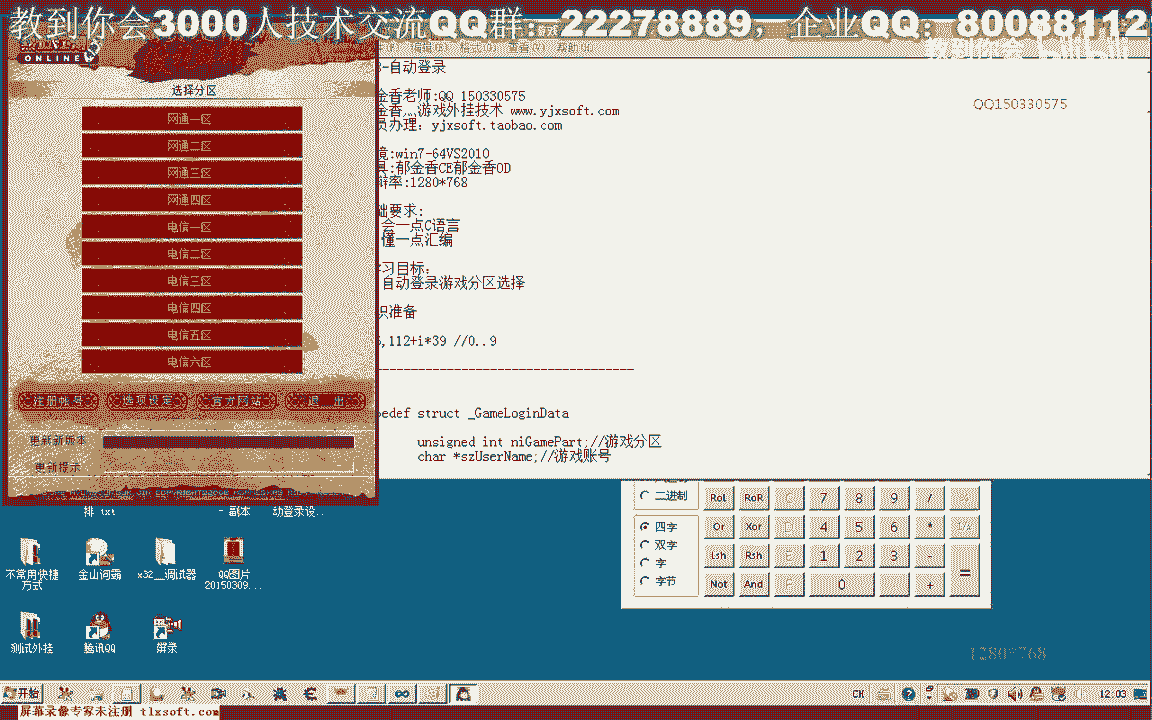 教到你会3000人技术交流QQ群：22278889，企业QQ：80088112
教到你会 bilibili
ONLINE
编辑(E) 格式(O) 查看(V) 帮助(H)
选择分区
网通一区
网通二区
网通三区
网通四区
电信一区
电信二区
电信三区
电信四区
电信五区
电信六区
注册帐号 选项设定 官方网站 退 出
更新新版本
更新提示
-自动登录
金香老师:QQ 150330575
金香 游戏外挂技术 www.yjxsoft.com
员办理：yjxsoft.taobao.com
QQ150330575
境:win7-64VS2010
具:郁金香CE郁金香OD
辩率:1280*768
础要求:
会一点C语言
懂一点汇编
学习目标：
自动登录游戏分区选择
识准备
,112+i*39 //0..9
pedef struct _GameLoginData
unsigned int niGamePart;//游戏分区
char *szUserName;//游戏账号
二进制
四字
双字
字
字节
Rol RoR C 7 8 9 /
Or Xor D 4 5 6 * 1/x
Lsh Rsh E 1 2 3 - =
Not And F 0 . +
排 txt
- 副本
动登录设..
不常用快捷方式
金山词霸
x32__调试器
QQ图片
20150309...
测试外挂
腾讯QQ
屏录
1280*768
开始
CH
12:03
屏幕录像专家未注册 tlxsoft.com